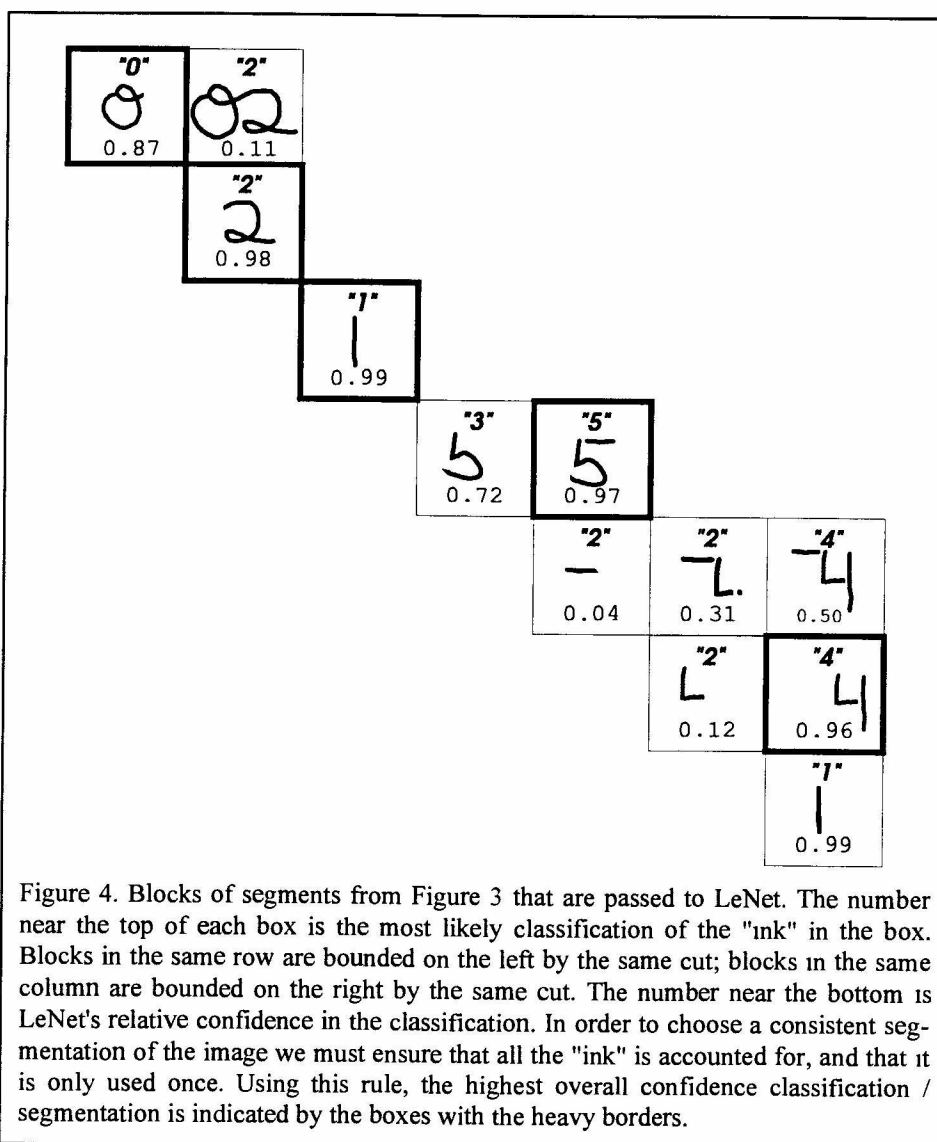 "0" "2"
0 02
0.87 0.11
"2"
2
0.98
"1"
1
0.99
"3" "5"
5 5
0.72 0.97
"2" "2" "4"
0.04 0.31 0.50
"2" "4"
4
0.12 0.96
"1"
1
0.99
Figure 4. Blocks of segments from Figure 3 that are passed to LeNet. The number
near the top of each box is the most likely classification of the "ink" in the box.
Blocks in the same row are bounded on the left by the same cut; blocks in the same
column are bounded on the right by the same cut. The number near the bottom is
LeNet's relative confidence in the classification. In order to choose a consistent seg-
mentation of the image we must ensure that all the "ink" is accounted for, and that it
is only used once. Using this rule, the highest overall confidence classification /
segmentation is indicated by the boxes with the heavy borders.